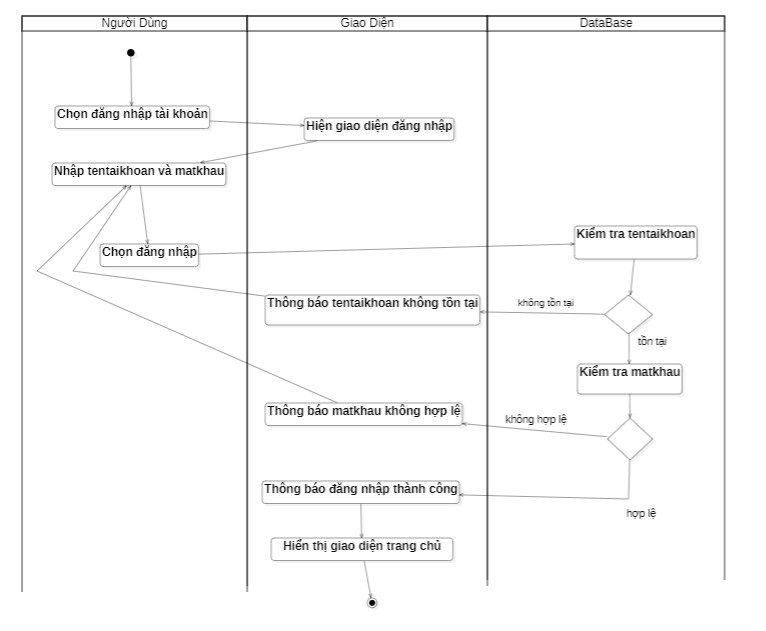 Người Dùng
Giao Diện
DataBase
Chọn đăng nhập tài khoản
Hiện giao diện đăng nhập
Nhập tentaikhoan và matkhau
Chọn đăng nhập
Kiểm tra tentaikhoan
Thông báo tentaikhoan không tồn tại
không tồn tại
tồn tại
Kiểm tra matkhau
Thông báo matkhau không hợp lệ
không hợp lệ
Thông báo đăng nhập thành công
hợp lệ
Hiển thị giao diện trang chủ